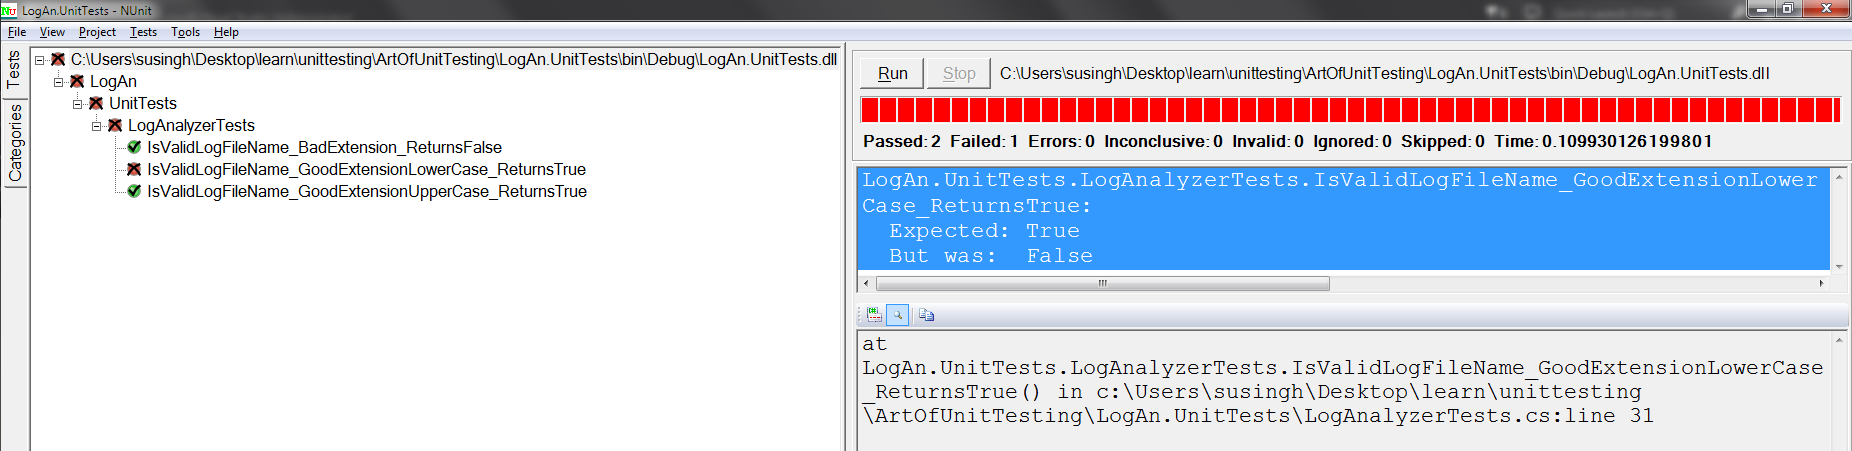 LogAn.UnitTests - NUnit
File View Project Tests Tools Help
Tests
Categories
C:\Users\susingh\Desktop\learn\unittesting\ArtOfUnitTesting\LogAn.UnitTests\bin\Debug\LogAn.UnitTests.dll
LogAn
UnitTests
LogAnalyzerTests
IsValidLogFileName_BadExtension_ReturnsFalse
IsValidLogFileName_GoodExtensionLowerCase_ReturnsTrue
IsValidLogFileName_GoodExtensionUpperCase_ReturnsTrue
Run Stop C:\Users\susingh\Desktop\learn\unittesting\ArtOfUnitTesting\LogAn.UnitTests\bin\Debug\LogAn.UnitTests.dll
Passed: 2 Failed: 1 Errors: 0 Inconclusive: 0 Invalid: 0 Ignored: 0 Skipped: 0 Time: 0.109930126199801
LogAn.UnitTests.LogAnalyzerTests.IsValidLogFileName_GoodExtensionLower
Case_ReturnsTrue:
Expected: True
But was: False
at
LogAn.UnitTests.LogAnalyzerTests.IsValidLogFileName_GoodExtensionLowerCase
_ReturnsTrue() in c:\Users\susingh\Desktop\learn\unittesting
\ArtOfUnitTesting\LogAn.UnitTests\LogAnalyzerTests.cs:line 31